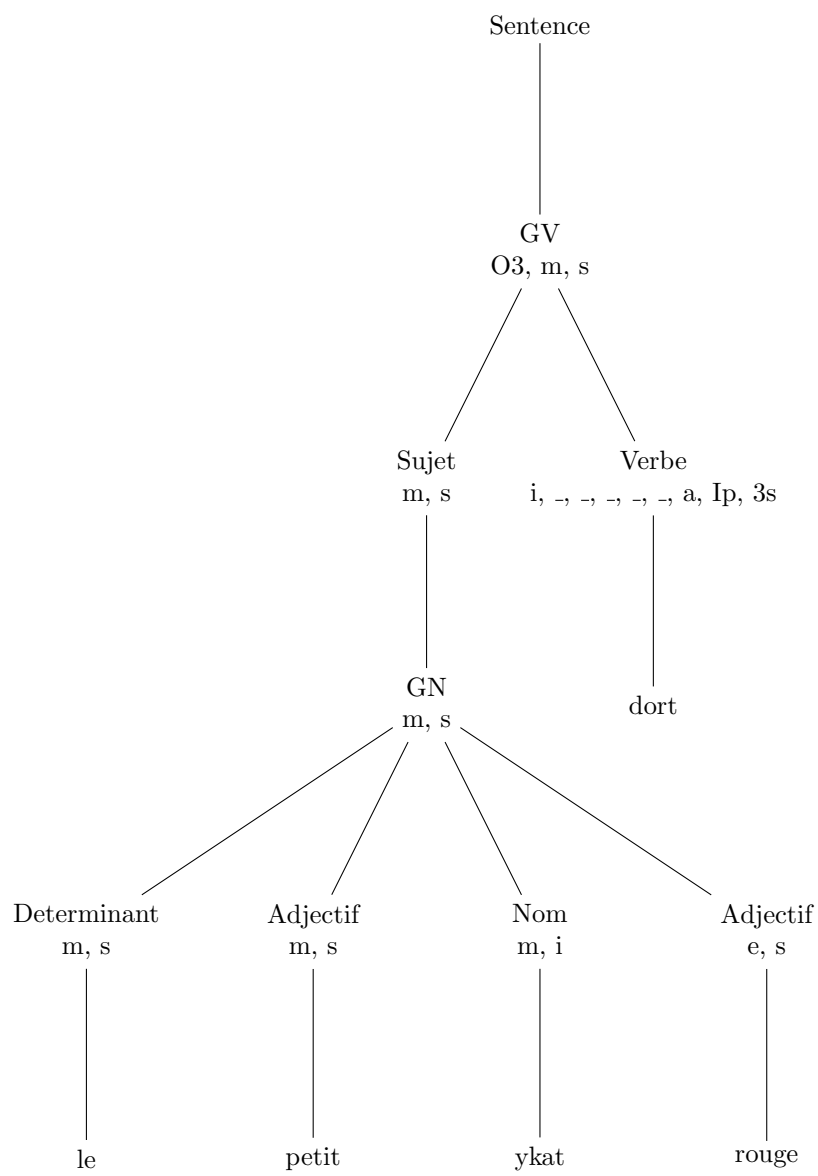 Sentence
GV
O3, m, s
Sujet Verbe
m, s i, _, _, _, _, _, a, Ip, 3s
GN
m, s
dort
Determinant Adjectif Nom Adjectif
m, s m, s m, i e, s
le petit ykat rouge